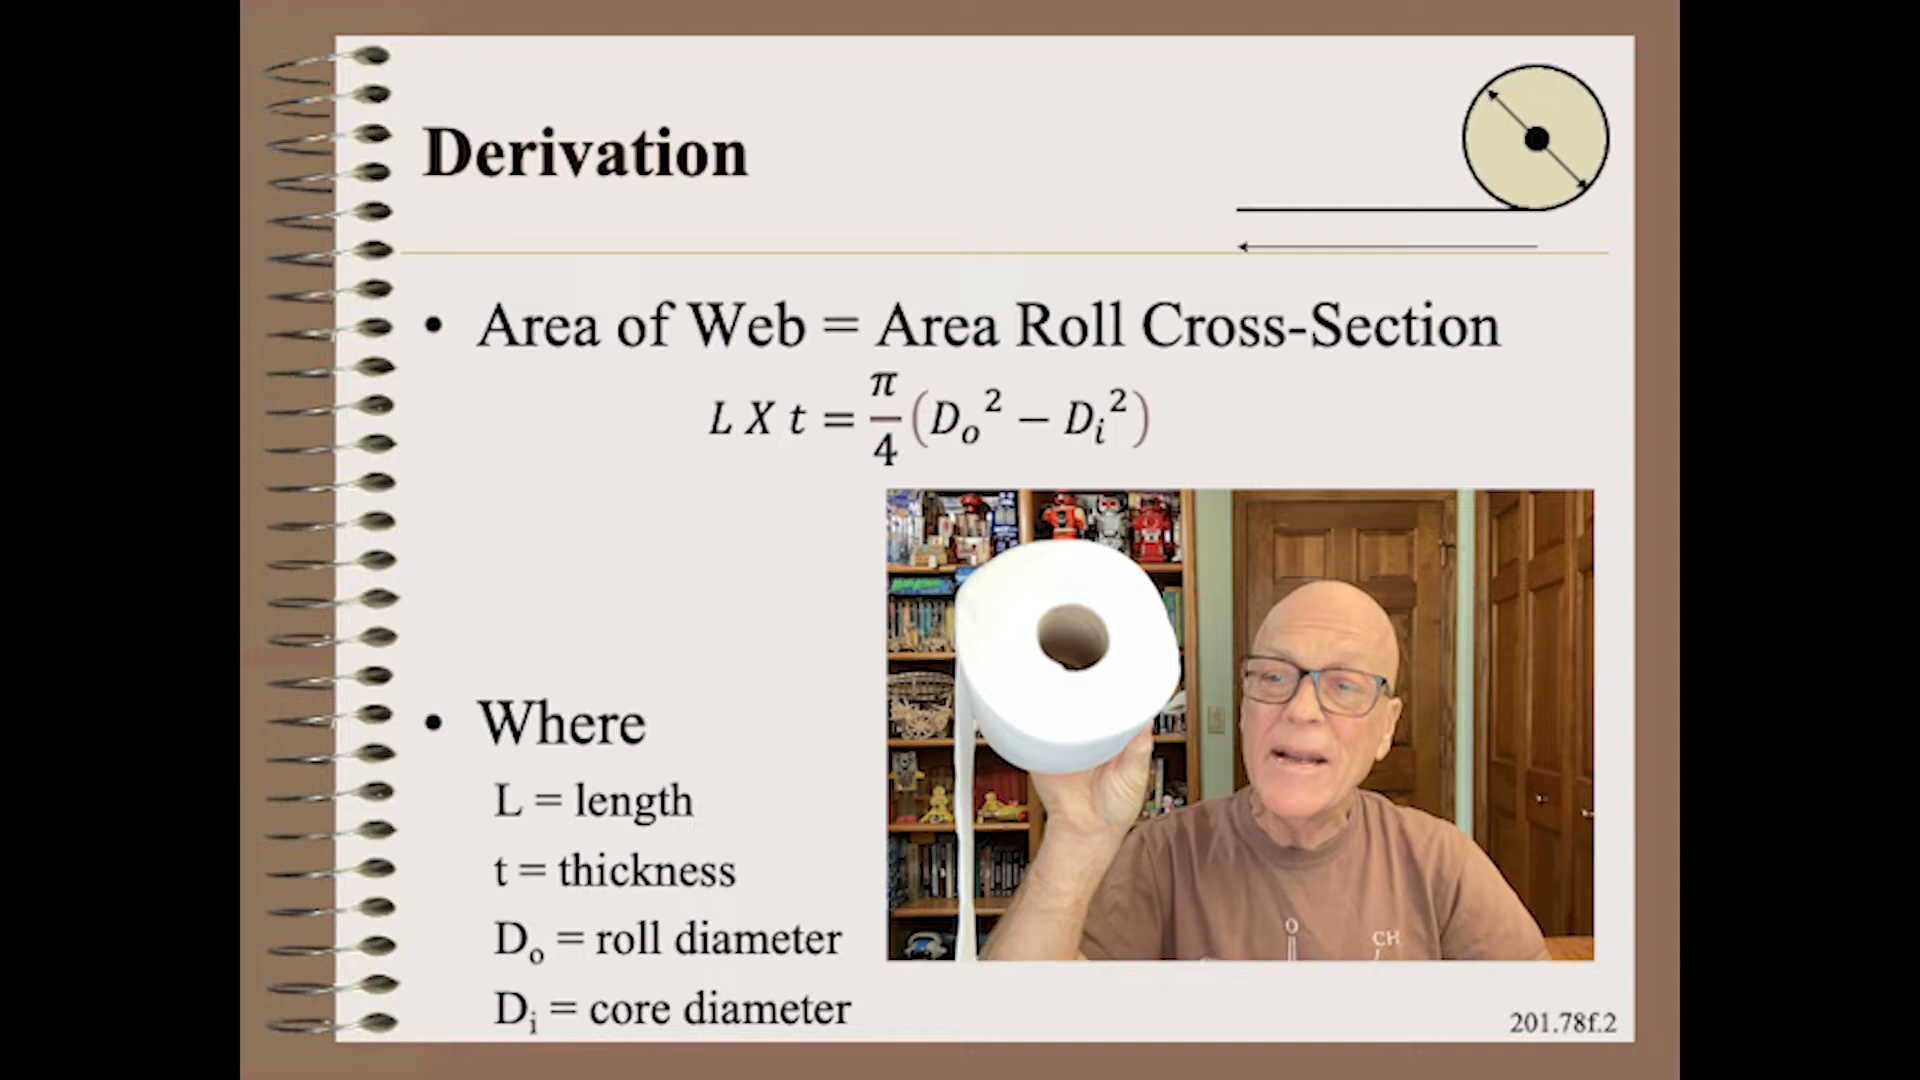 Derivation
• Area of Web = Area Roll Cross-Section
L X t = π/4 (Dₒ² − Dᵢ²)
• Where
L = length
t = thickness
Dₒ = roll diameter
Dᵢ = core diameter
O
CH
201.78f.2